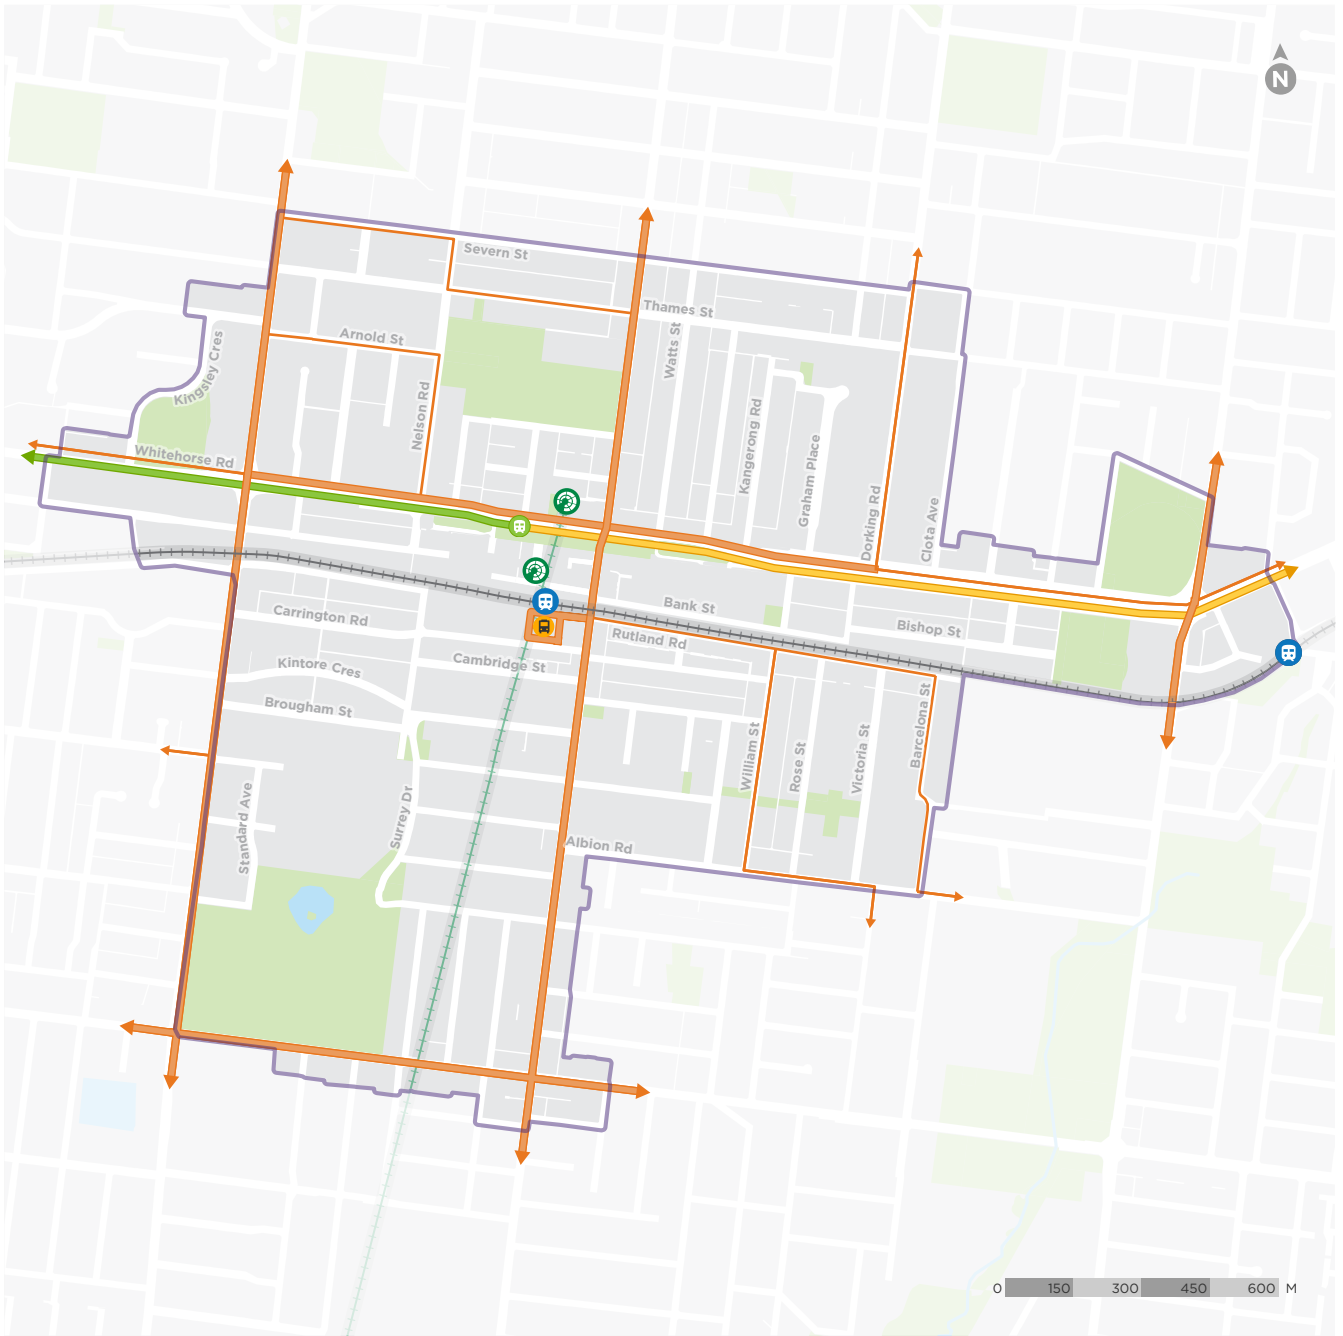 N
Severn St
Thames St
Arnold St
Watts St
Kingsley Cres
Nelson Rd
Kangerong Rd
Graham Place
Whitehorse Rd
Dorking Rd
Clota Ave
Bank St
Carrington Rd
Rutland Rd
Bishop St
Cambridge St
Kintore Cres
Brougham St
Barcelona St
William St
Rose St
Victoria St
Standard Ave
Surrey Dr
Albion Rd
0 150 300 450 600 M